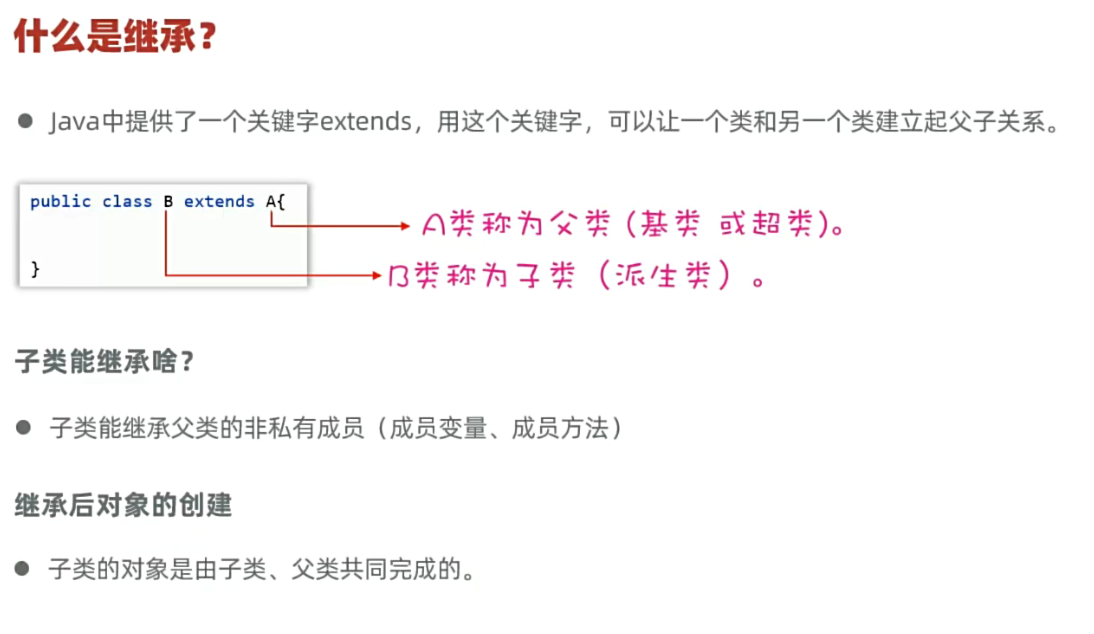 什么是继承?
● Java中提供了一个关键字extends，用这个关键字，可以让一个类和另一个类建立起父子关系。
public class B extends A{
A类称为父类（基类 或超类）。
}
B类称为子类（派生类）。
子类能继承啥?
● 子类能继承父类的非私有成员（成员变量、成员方法）
继承后对象的创建
● 子类的对象是由子类、父类共同完成的。